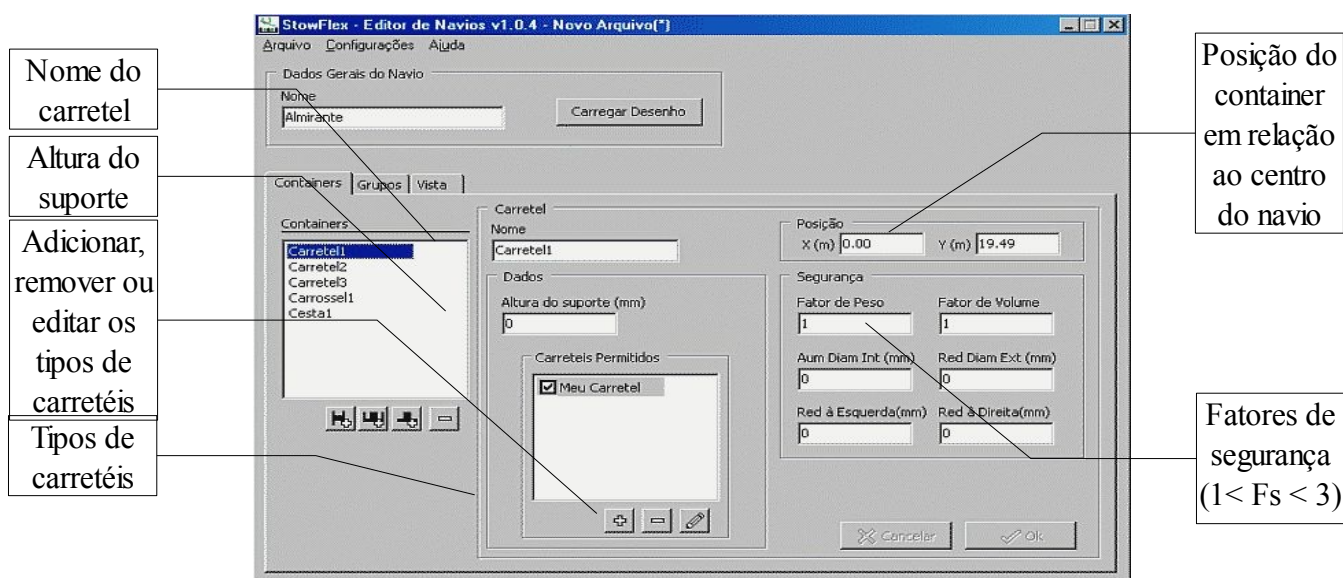 StowFlex - Editor de Navios v1.0.4 - Novo Arquivo(*)
Arquivo Configurações Ajuda
Dados Gerais do Navio
Nome
Almirante
Carregar Desenho
Containers Grupos Vista
Containers
Carretel1
Carretel2
Carretel3
Carrossel1
Cesta1
Carretel
Nome
Carretel1
Dados
Altura do suporte (mm)
0
Carreteis Permitidos
Meu Carretel
Posição
X (m) 0.00 Y (m) 19.49
Segurança
Fator de Peso Fator de Volume
1 1
Aum Diam Int (mm) Red Diam Ext (mm)
0 0
Red à Esquerda(mm) Red à Direita(mm)
0 0
Cancelar Ok
Nome do
carretel
Altura do
suporte
Adicionar,
remover ou
editar os
tipos de
carretéis
Tipos de
carretéis
Posição do
container
em relação
ao centro
do navio
Fatores de
segurança
(1< Fs < 3)